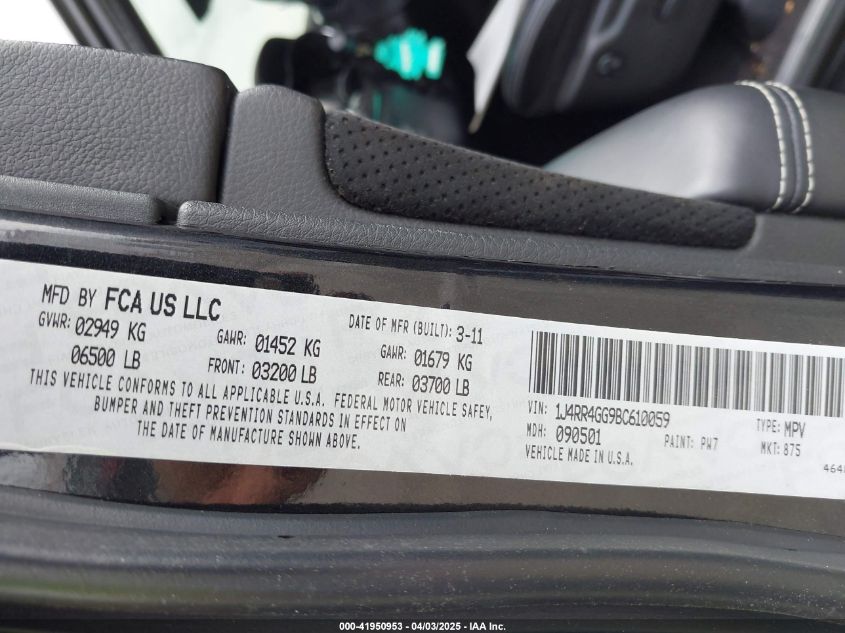 MFD BY FCA US LLC
DATE OF MFR (BUILT): 3-11
GVWR: 02949 KG GAWR: 01452 KG GAWR: 01679 KG
06500 LB FRONT: 03200 LB REAR: 03700 LB
THIS VEHICLE CONFORMS TO ALL APPLICABLE U.S.A. FEDERAL MOTOR VEHICLE SAFETY,
BUMPER AND THEFT PREVENTION STANDARDS IN EFFECT ON
THE DATE OF MANUFACTURE SHOWN ABOVE.
VIN: 1J4RR4GG9BC610059 TYPE: MPV
MDH: 090501 PAINT: PW7 MKT: 875
VEHICLE MADE IN U.S.A.
000-41950953 - 04/03/2025 - IAA Inc.